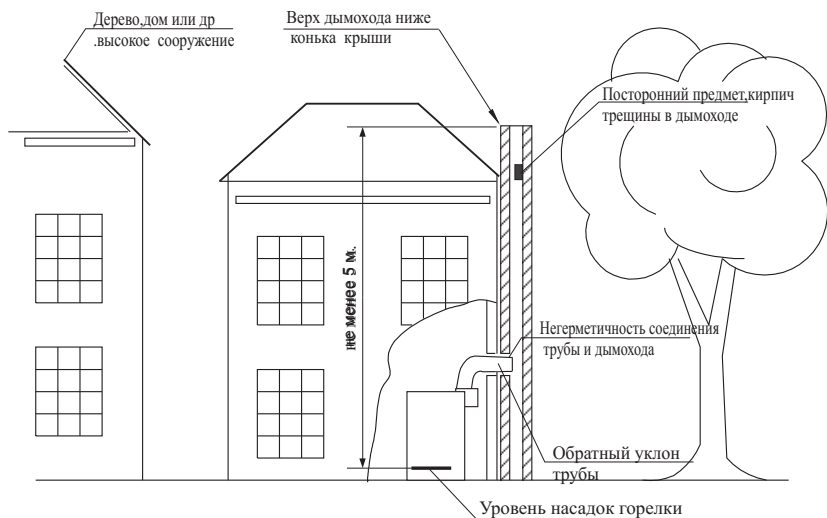 Дерево,дом или др
.высокое сооружение
Верх дымохода ниже
конька крыши
Посторонний предмет,кирпич
трещины в дымоходе
не менее 5 м.
Негерметичность соединения
трубы и дымохода
Обратный уклон
трубы
Уровень насадок горелки